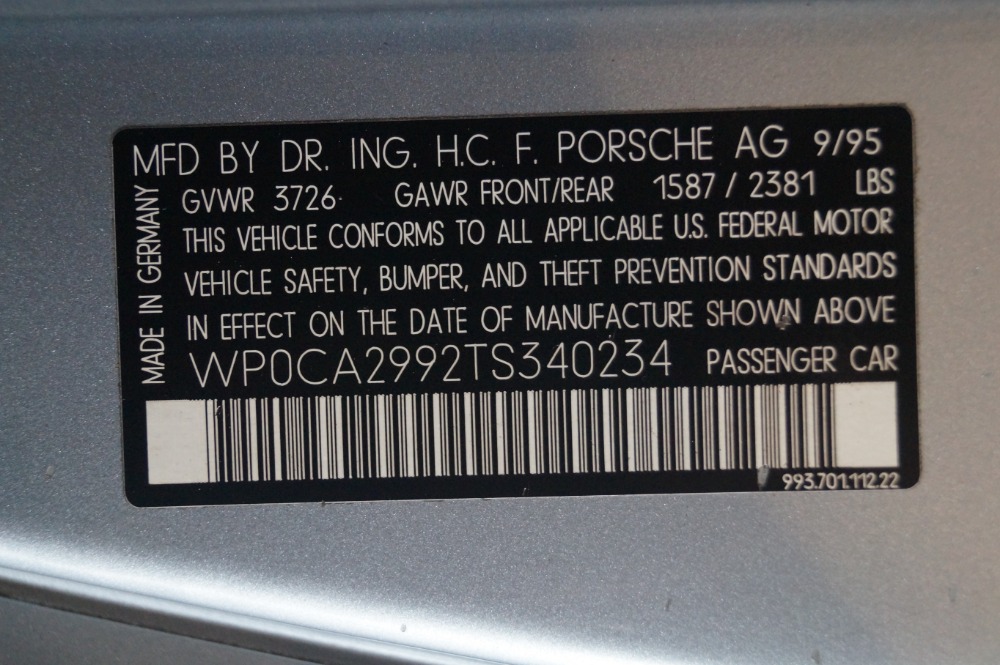 MFD BY DR. ING. H.C. F. PORSCHE AG 9/95
GVWR 3726 GAWR FRONT/REAR 1587 / 2381 LBS
THIS VEHICLE CONFORMS TO ALL APPLICABLE U.S. FEDERAL MOTOR
VEHICLE SAFETY, BUMPER, AND THEFT PREVENTION STANDARDS
IN EFFECT ON THE DATE OF MANUFACTURE SHOWN ABOVE
WP0CA2992TS340234 PASSENGER CAR
MADE IN GERMANY
993.701.112.22